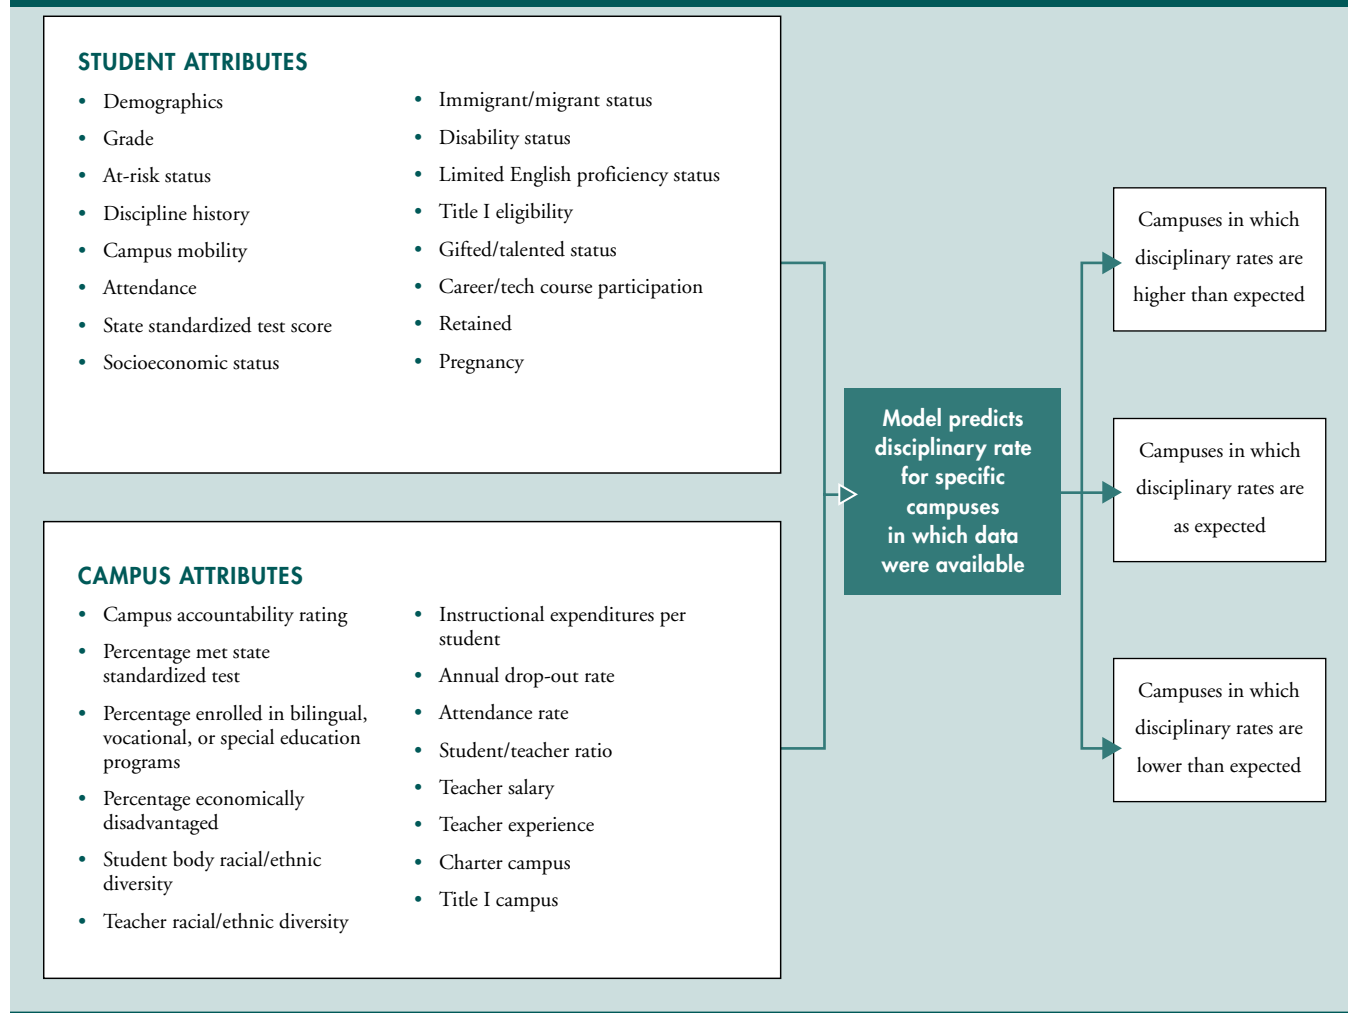 STUDENT ATTRIBUTES
• Demographics
• Grade
• At-risk status
• Discipline history
• Campus mobility
• Attendance
• State standardized test score
• Socioeconomic status
• Immigrant/migrant status
• Disability status
• Limited English proficiency status
• Title I eligibility
• Gifted/talented status
• Career/tech course participation
• Retained
• Pregnancy
CAMPUS ATTRIBUTES
• Campus accountability rating
• Percentage met state
standardized test
• Percentage enrolled in bilingual,
vocational, or special education
programs
• Percentage economically
disadvantaged
• Student body racial/ethnic
diversity
• Teacher racial/ethnic diversity
• Instructional expenditures per
student
• Annual drop-out rate
• Attendance rate
• Student/teacher ratio
• Teacher salary
• Teacher experience
• Charter campus
• Title I campus
Model predicts
disciplinary rate
for specific
campuses
in which data
were available
Campuses in which
disciplinary rates are
higher than expected
Campuses in which
disciplinary rates are
as expected
Campuses in which
disciplinary rates are
lower than expected